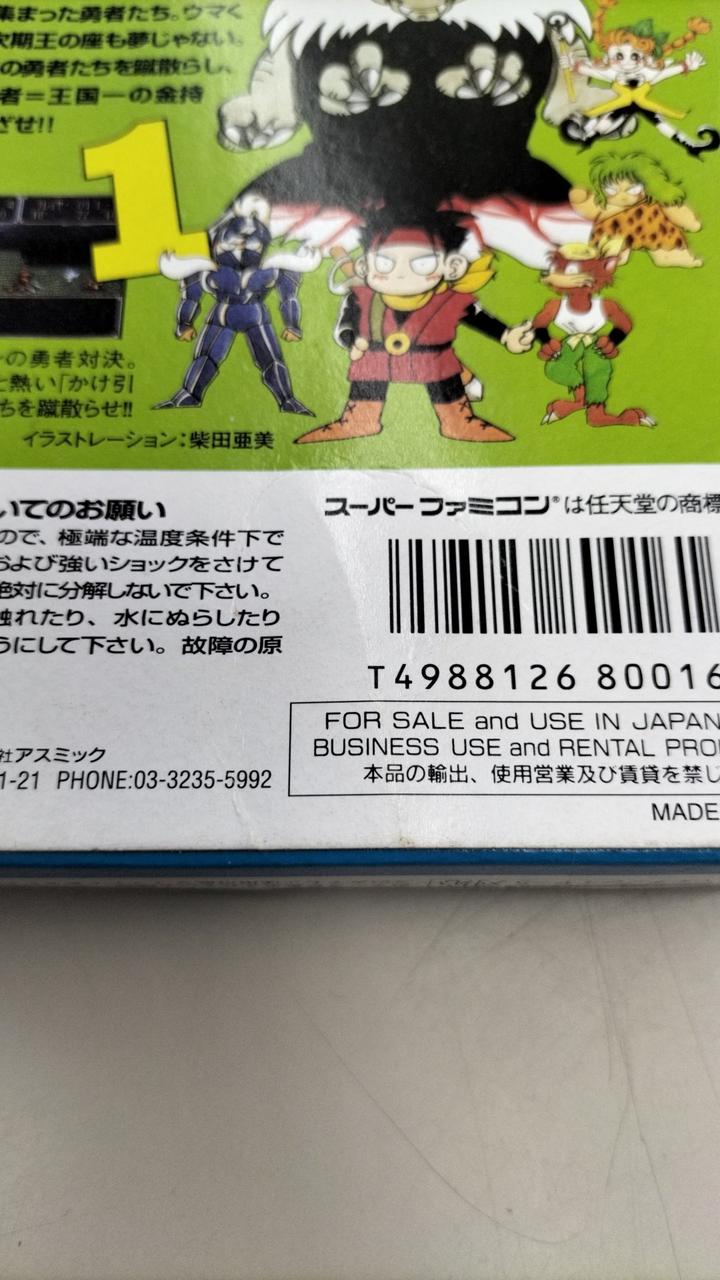 集まった勇者たち。ウマく
次期王の座も夢じゃない。
の勇者たちを蹴散らし、
者＝王国一の金持
ざせ!!
1
の勇者対決。
熱い「かけ引
ちを蹴散らせ!!
イラストレーション：柴田亜美
いてのお願い
ので、極端な温度条件下で
および強いショックをさけて
絶対に分解しないで下さい。
触れたり、水にぬらしたり
うにして下さい。故障の原
社アスミック
1-21 PHONE:03-3235-5992
スーパーファミコン®は任天堂の商標
T4988126 80016
FOR SALE and USE IN JAPAN
BUSINESS USE and RENTAL PRO
本品の輸出、使用営業及び賃貸を禁じ
MADE